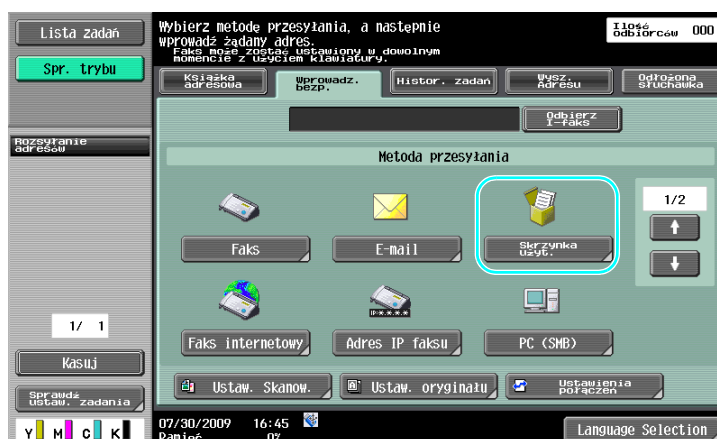 Lista zadań
Spr. trybu
Wybierz metodę przesyłania, a następnie
wprowadź żądany adres.
Faks może zostać ustawiony w dowolnym
momencie z użyciem klawiatury.
Ilość
odbiorców 000
Książka
adresowa
Wprowadz.
bezp.
Histor. zadań
Wysz.
Adresu
Odłożona
słuchawka
Odbierz
I-faks
Rozsyłanie
adresów
Metoda przesyłania
1/2
Faks
E-mail
Skrzynka
użyt.
IP*.*.*.*
Faks internetowy
Adres IP faksu
PC (SMB)
1/ 1
Kasuj
Sprawdź
ustaw. zadania
Ustaw. Skanow.
Ustaw. oryginału
Ustawienia
połączeń
Y M C K
07/30/2009 16:45
Pamięć 0%
Language Selection